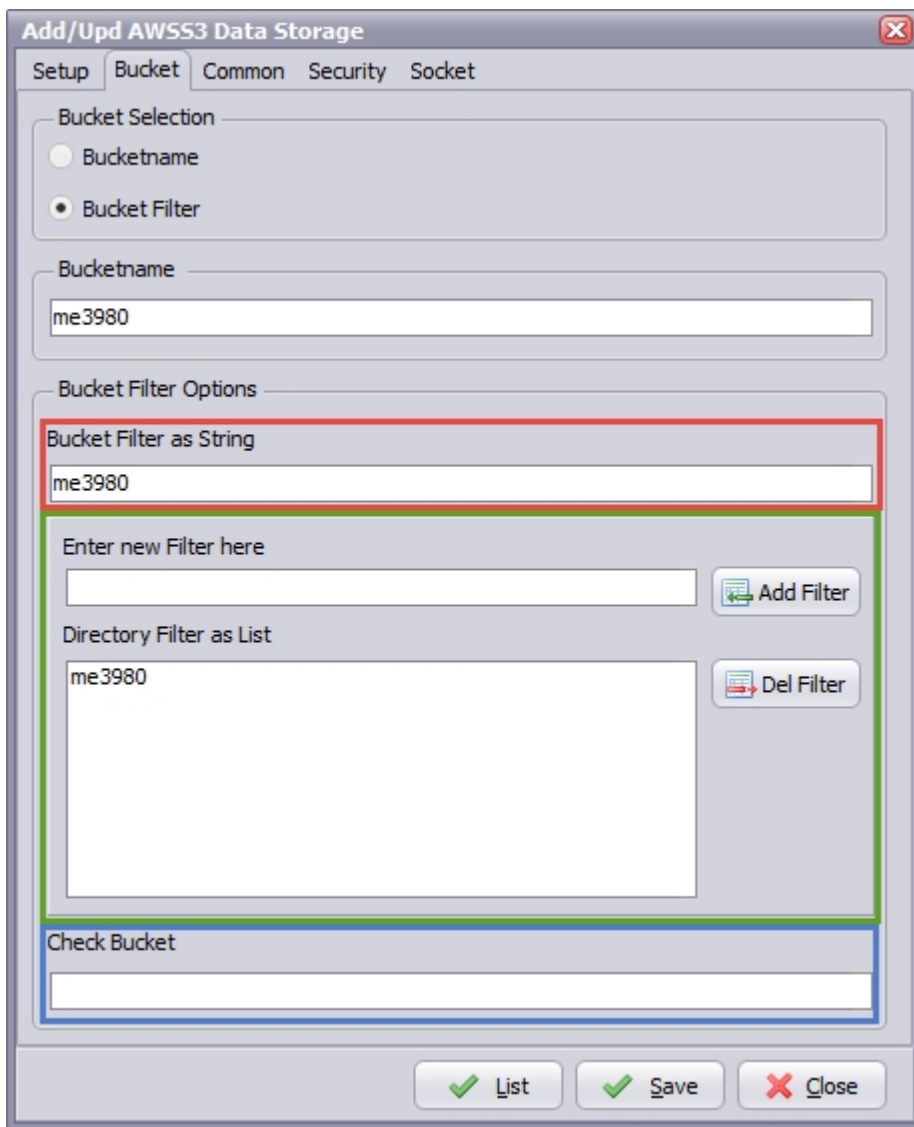 Add/Upd AWSS3 Data Storage
Setup Bucket Common Security Socket
Bucket Selection
Bucketname
Bucket Filter
Bucketname
me3980
Bucket Filter Options
Bucket Filter as String
me3980
Enter new Filter here
Add Filter
Directory Filter as List
me3980
Del Filter
Check Bucket
List Save Close